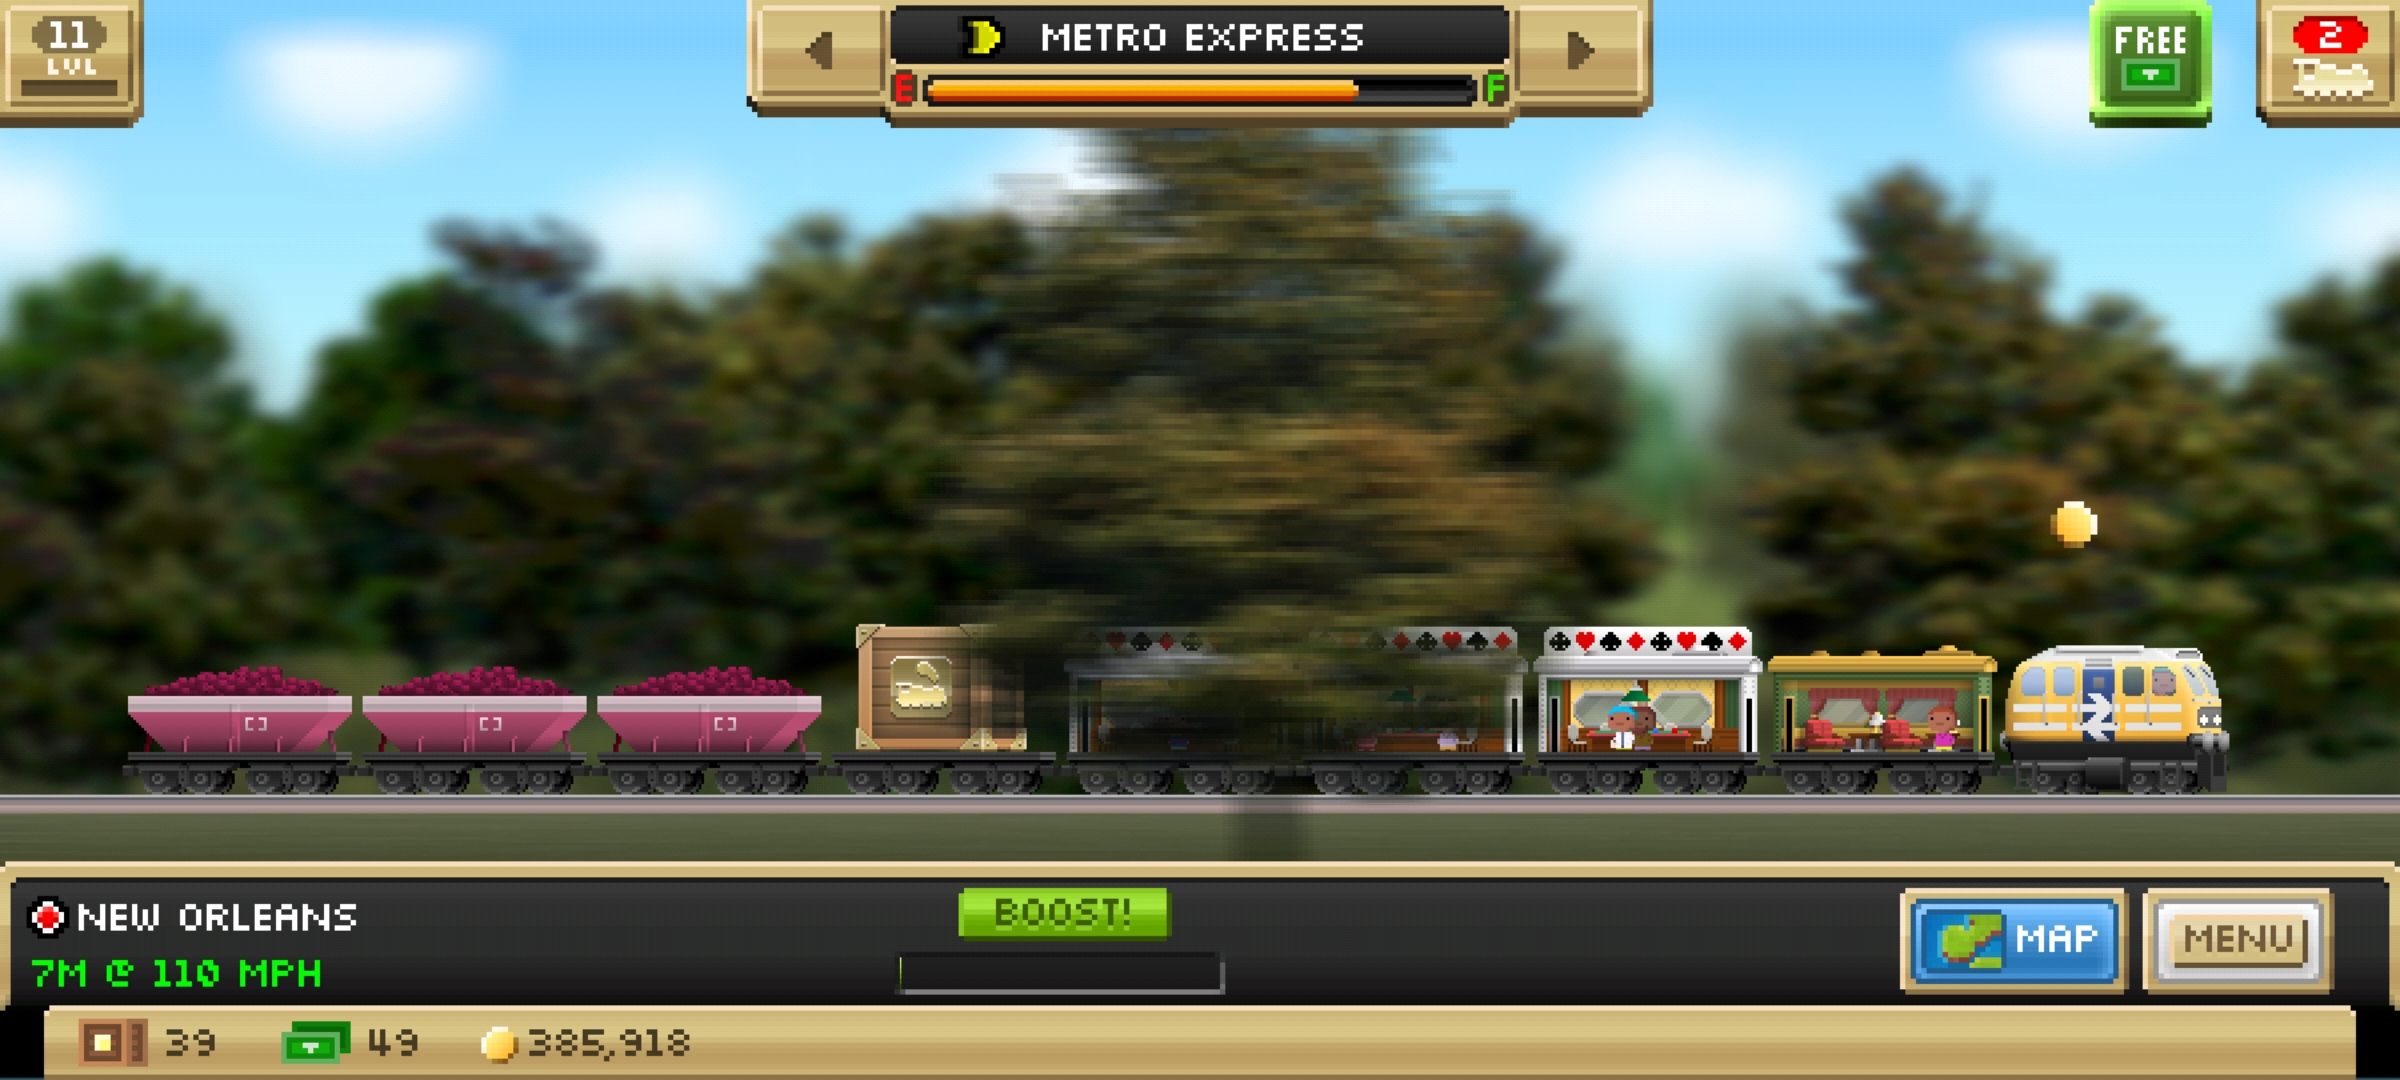 11
LVL
METRO EXPRESS
E F
FREE
2
NEW ORLEANS
7M @ 110 MPH
BOOST!
MAP
MENU
39
49
385,918